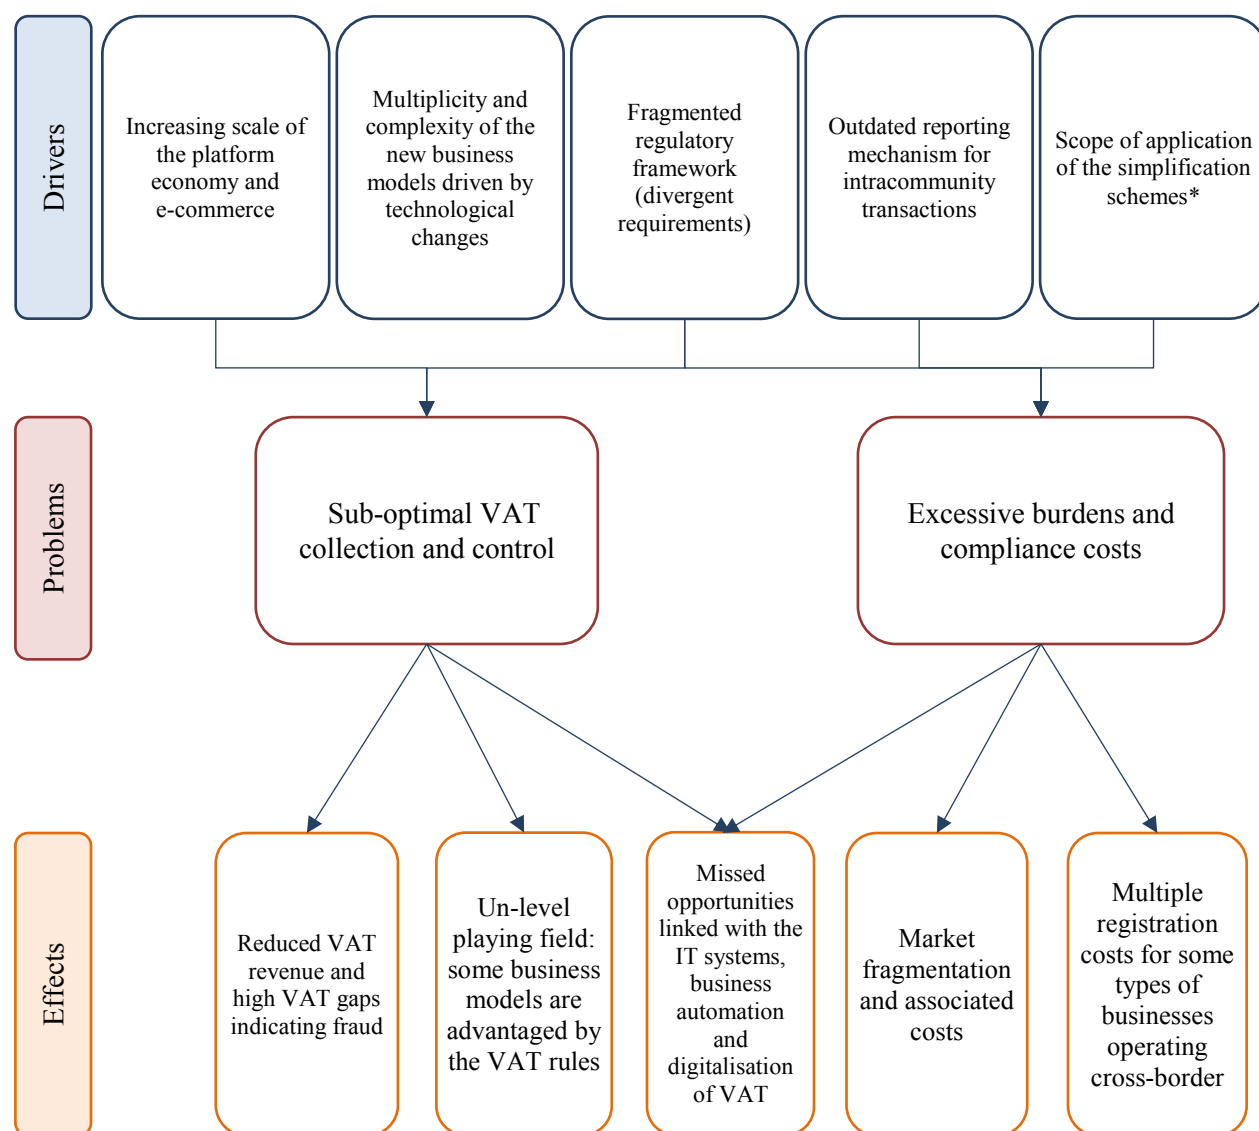 Drivers
Increasing scale of
the platform
economy and
e-commerce
Multiplicity and
complexity of the
new business
models driven by
technological
changes
Fragmented
regulatory
framework
(divergent
requirements)
Outdated reporting
mechanism for
intracommunity
transactions
Scope of application
of the simplification
schemes*
Problems
Sub-optimal VAT
collection and control
Excessive burdens and
compliance costs
Effects
Reduced VAT
revenue and
high VAT gaps
indicating fraud
Un-level
playing field:
some business
models are
advantaged by
the VAT rules
Missed
opportunities
linked with the
IT systems,
business
automation
and
digitalisation
of VAT
Market
fragmentation
and associated
costs
Multiple
registration
costs for some
types of
businesses
operating
cross-border